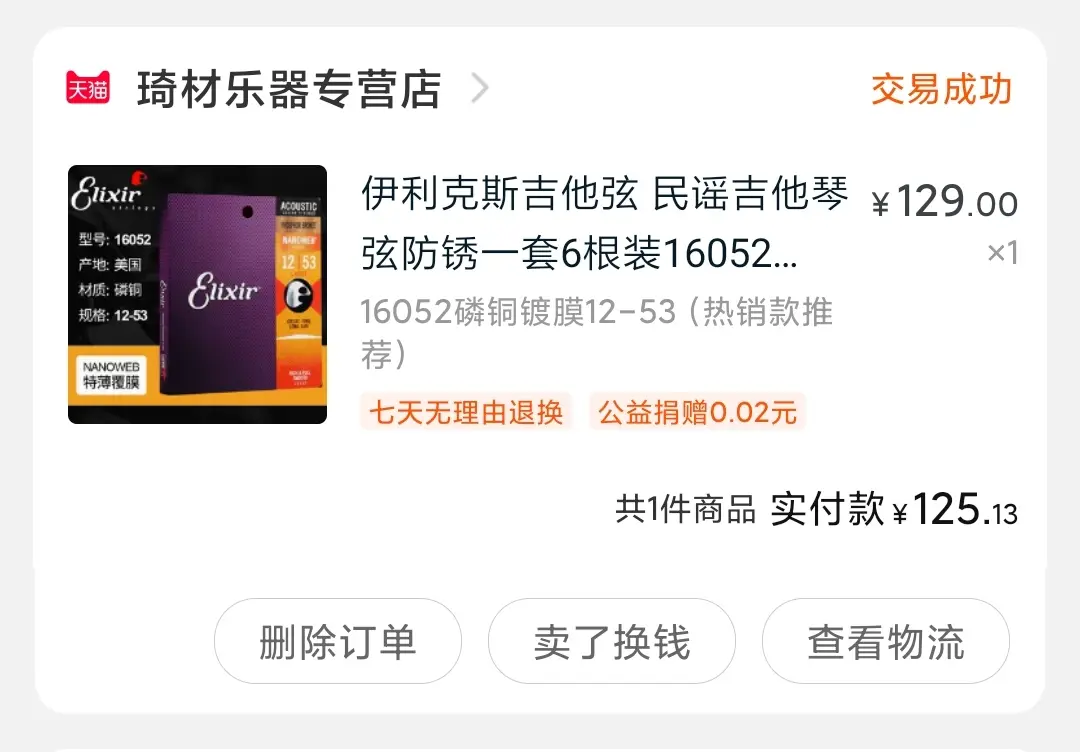 天猫 琦材乐器专营店 交易成功
Elixir
strings
型号: 16052
产地: 美国
材质: 磷铜
规格: 12-53
NANOWEB
特薄覆膜
Elixir
ACOUSTIC
PHOSPHOR BRONZE
NANOWEB
12 53
伊利克斯吉他弦 民谣吉他琴
弦防锈一套6根装16052...
¥129.00
×1
16052磷铜镀膜12-53（热销款推
荐）
七天无理由退换 公益捐赠0.02元
共1件商品 实付款¥125.13
删除订单 卖了换钱 查看物流